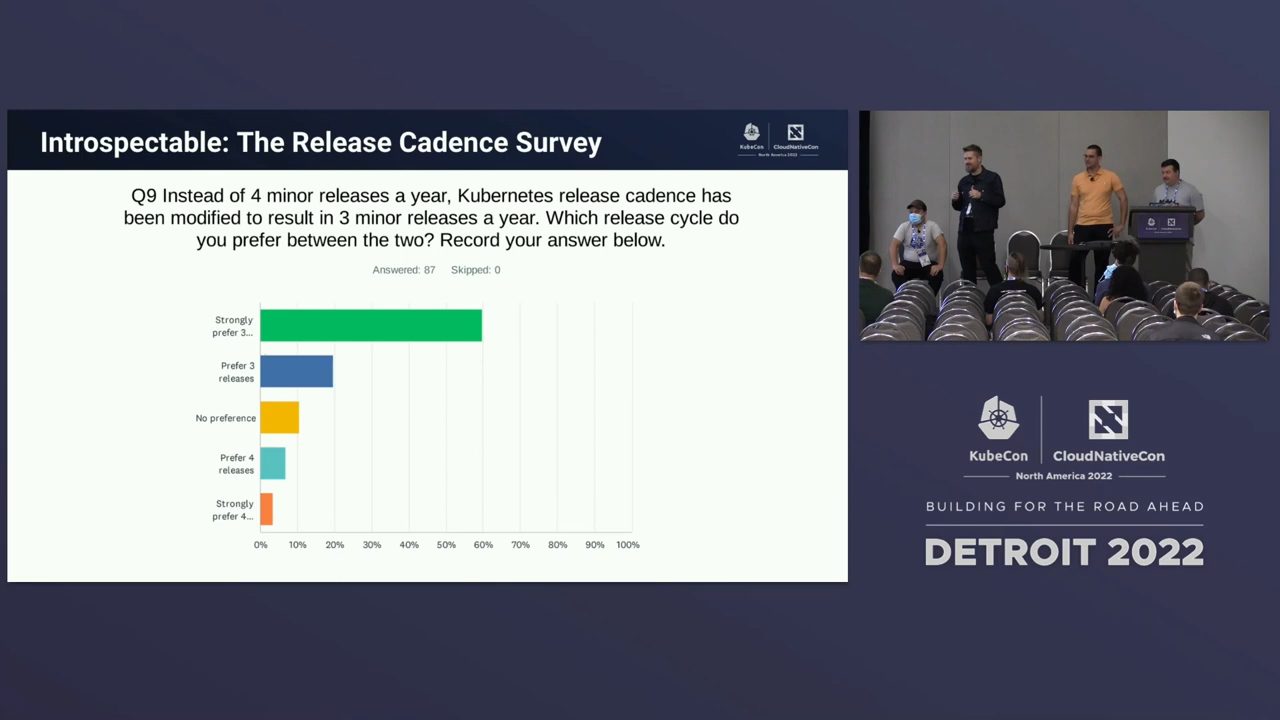 Introspectable: The Release Cadence Survey
KubeCon
CloudNativeCon
North America 2022
Q9 Instead of 4 minor releases a year, Kubernetes release cadence has
been modified to result in 3 minor releases a year. Which release cycle do
you prefer between the two? Record your answer below.
Answered: 87 Skipped: 0
Strongly
prefer 3...
Prefer 3
releases
No preference
Prefer 4
releases
Strongly
prefer 4...
0% 10% 20% 30% 40% 50% 60% 70% 80% 90% 100%
KubeCon
CloudNativeCon
North America 2022
BUILDING FOR THE ROAD AHEAD
DETROIT 2022